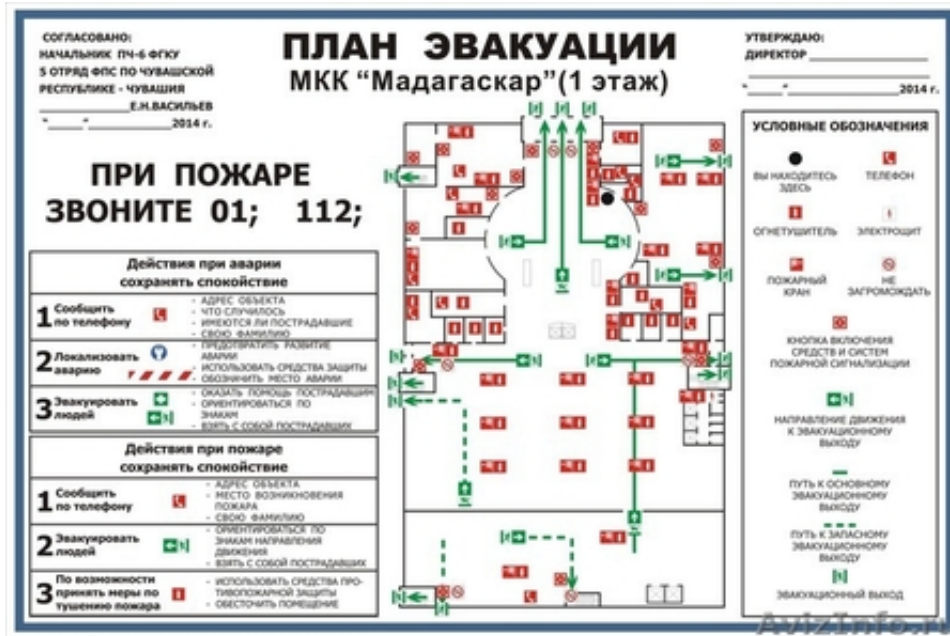 СОГЛАСОВАНО:
НАЧАЛЬНИК ПЧ-6 ФГКУ
5 ОТРЯД ФПС ПО ЧУВАШСКОЙ
РЕСПУБЛИКЕ - ЧУВАШИЯ
Е.Н.ВАСИЛЬЕВ
"____" ____________2014 г.
ПЛАН ЭВАКУАЦИИ
МКК "Мадагаскар"(1 этаж)
УТВЕРЖДАЮ:
ДИРЕКТОР
"____" ____________2014 г.
ПРИ ПОЖАРЕ
ЗВОНИТЕ 01; 112;
Действия при аварии
сохранять спокойствие
1 Сообщить
по телефону
- АДРЕС ОБЪЕКТА
- ЧТО СЛУЧИЛОСЬ
- ИМЕЮТСЯ ЛИ ПОСТРАДАВШИЕ
- СВОЮ ФАМИЛИЮ
2 Локализовать
аварию
- ПРЕДОТВРАТИТЬ РАЗВИТИЕ
АВАРИИ
- ИСПОЛЬЗОВАТЬ СРЕДСТВА ЗАЩИТЫ
- ОБОЗНАЧИТЬ МЕСТО АВАРИИ
3 Эвакуировать
людей
- ОКАЗАТЬ ПОМОЩЬ ПОСТРАДАВШИМ
- ОРИЕНТИРОВАТЬСЯ ПО
ЗНАКАМ
- ВЗЯТЬ С СОБОЙ ПОСТРАДАВШИХ
Действия при пожаре
сохранять спокойствие
1 Сообщить
по телефону
- АДРЕС ОБЪЕКТА
- МЕСТО ВОЗНИКНОВЕНИЯ
ПОЖАРА
- СВОЮ ФАМИЛИЮ
2 Эвакуировать
людей
- ОРИЕНТИРОВАТЬСЯ ПО
ЗНАКАМ НАПРАВЛЕНИЯ
ДВИЖЕНИЯ
- ВЗЯТЬ С СОБОЙ ПОСТРАДАВШИХ
3 По возможности
принять меры по
тушению пожара
- ИСПОЛЬЗОВАТЬ СРЕДСТВА ПРО-
ТИВОПОЖАРНОЙ ЗАЩИТЫ
- ОБЕСТОЧИТЬ ПОМЕЩЕНИЕ
УСЛОВНЫЕ ОБОЗНАЧЕНИЯ
ВЫ НАХОДИТЕСЬ
ЗДЕСЬ
ТЕЛЕФОН
ОГНЕТУШИТЕЛЬ
ЭЛЕКТРОЩИТ
ПОЖАРНЫЙ
КРАН
НЕ
ЗАГРОМОЖДАТЬ
КНОПКА ВКЛЮЧЕНИЯ
СРЕДСТВ И СИСТЕМ
ПОЖАРНОЙ СИГНАЛИЗАЦИИ
НАПРАВЛЕНИЕ ДВИЖЕНИЯ
К ЭВАКУАЦИОННОМУ
ВЫХОДУ
ПУТЬ К ОСНОВНОМУ
ЭВАКУАЦИОННОМУ
ВЫХОДУ
ПУТЬ К ЗАПАСНОМУ
ЭВАКУАЦИОННОМУ
ВЫХОДУ
ЭВАКУАЦИОННЫЙ ВЫХОД
AvizInfo.r